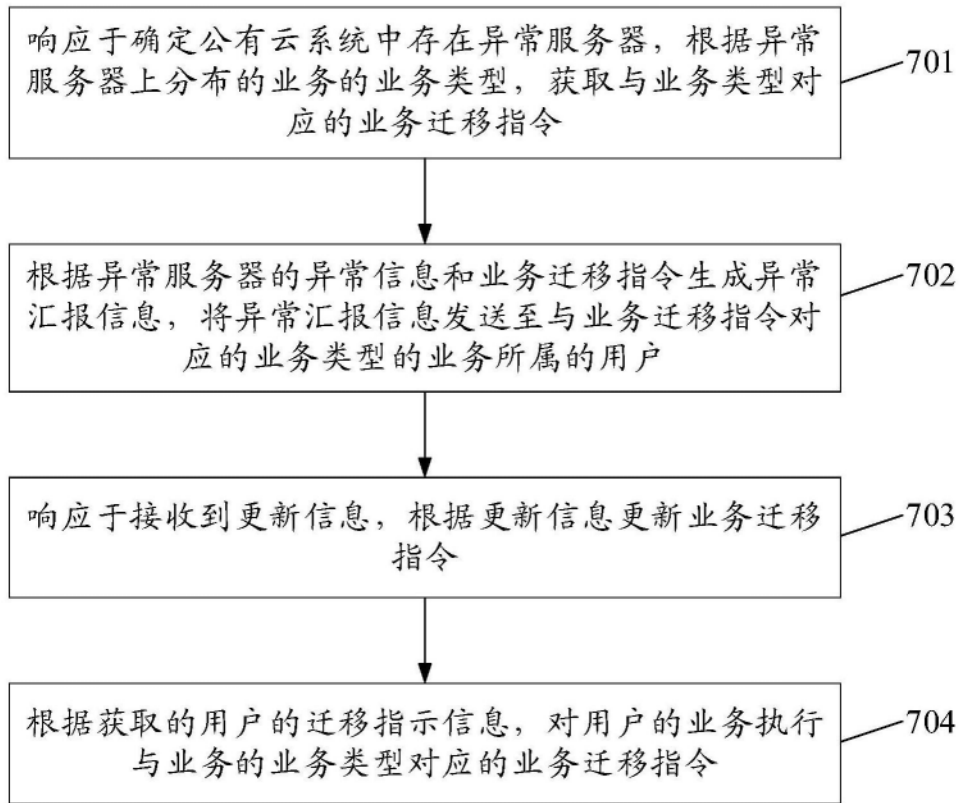 响应于确定公有云系统中存在异常服务器，根据异常
服务器上分布的业务的业务类型，获取与业务类型对
应的业务迁移指令
701
根据异常服务器的异常信息和业务迁移指令生成异常
汇报信息，将异常汇报信息发送至与业务迁移指令对
应的业务类型的业务所属的用户
702
响应于接收到更新信息，根据更新信息更新业务迁移
指令
703
根据获取的用户的迁移指示信息，对用户的业务执行
与业务的业务类型对应的业务迁移指令
704